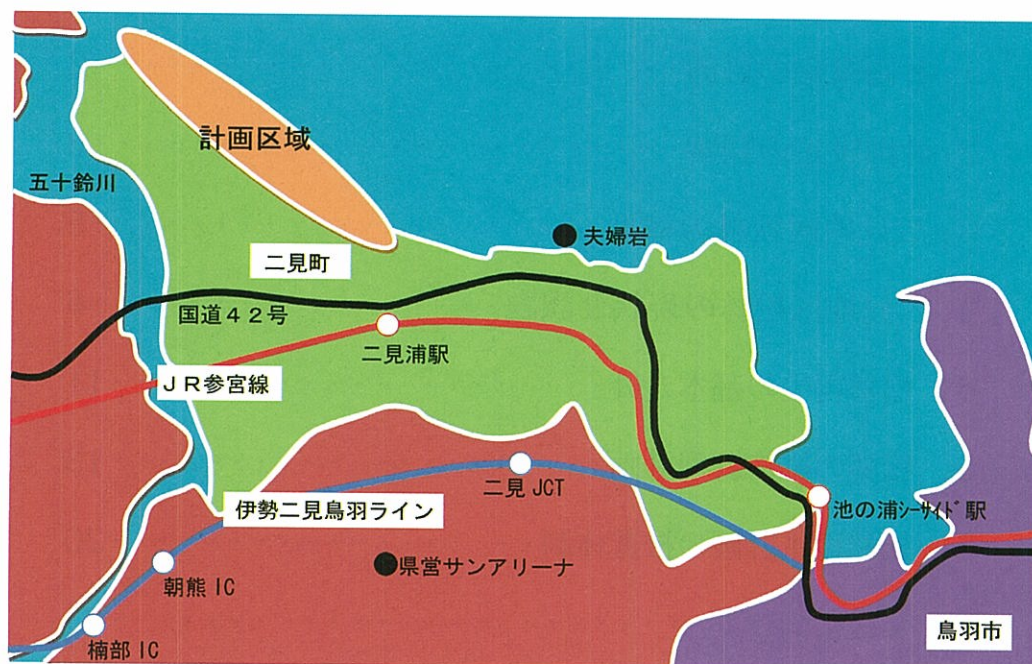 計画区域
五十鈴川
夫婦岩
二見町
国道４２号
二見浦駅
ＪＲ参宮線
二見 JCT
池の浦ｼｰｻｲﾄﾞ駅
伊勢二見鳥羽ライン
県営サンアリーナ
朝熊 IC
鳥羽市
楠部 IC